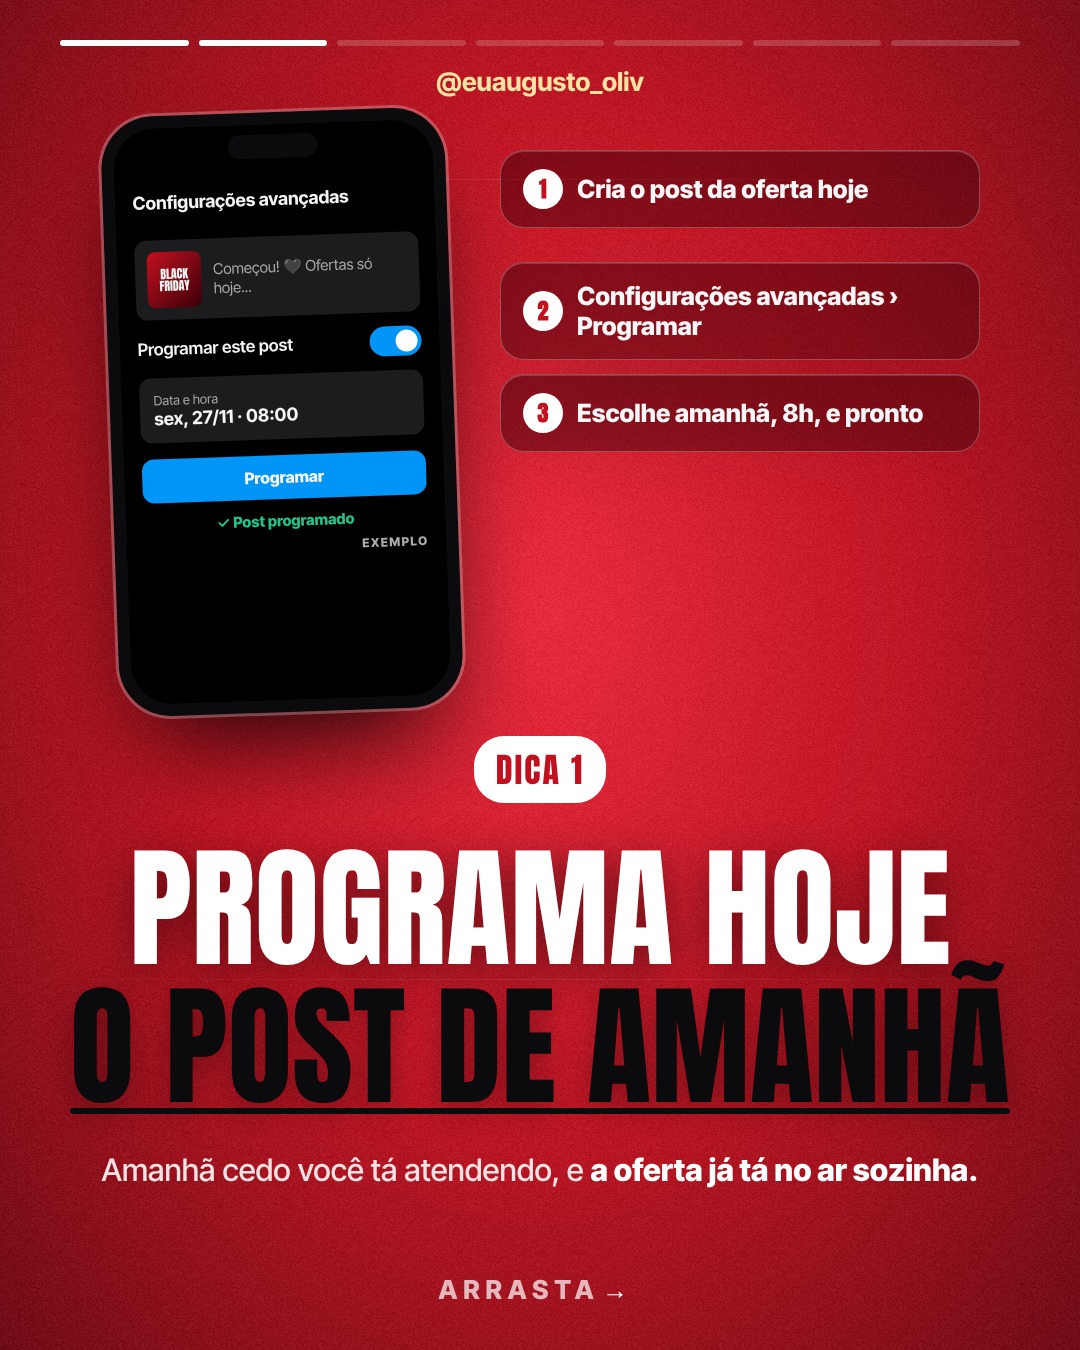 @euaugusto_oliv
Configurações avançadas
BLACK
FRIDAY
Começou! 🖤 Ofertas só
hoje...
Programar este post
Data e hora
sex, 27/11 · 08:00
Programar
✓ Post programado
EXEMPLO
1 Cria o post da oferta hoje
2 Configurações avançadas ›
Programar
3 Escolhe amanhã, 8h, e pronto
DICA 1
PROGRAMA HOJE
O POST DE AMANHÃ
Amanhã cedo você tá atendendo, e a oferta já tá no ar sozinha.
ARRASTA →